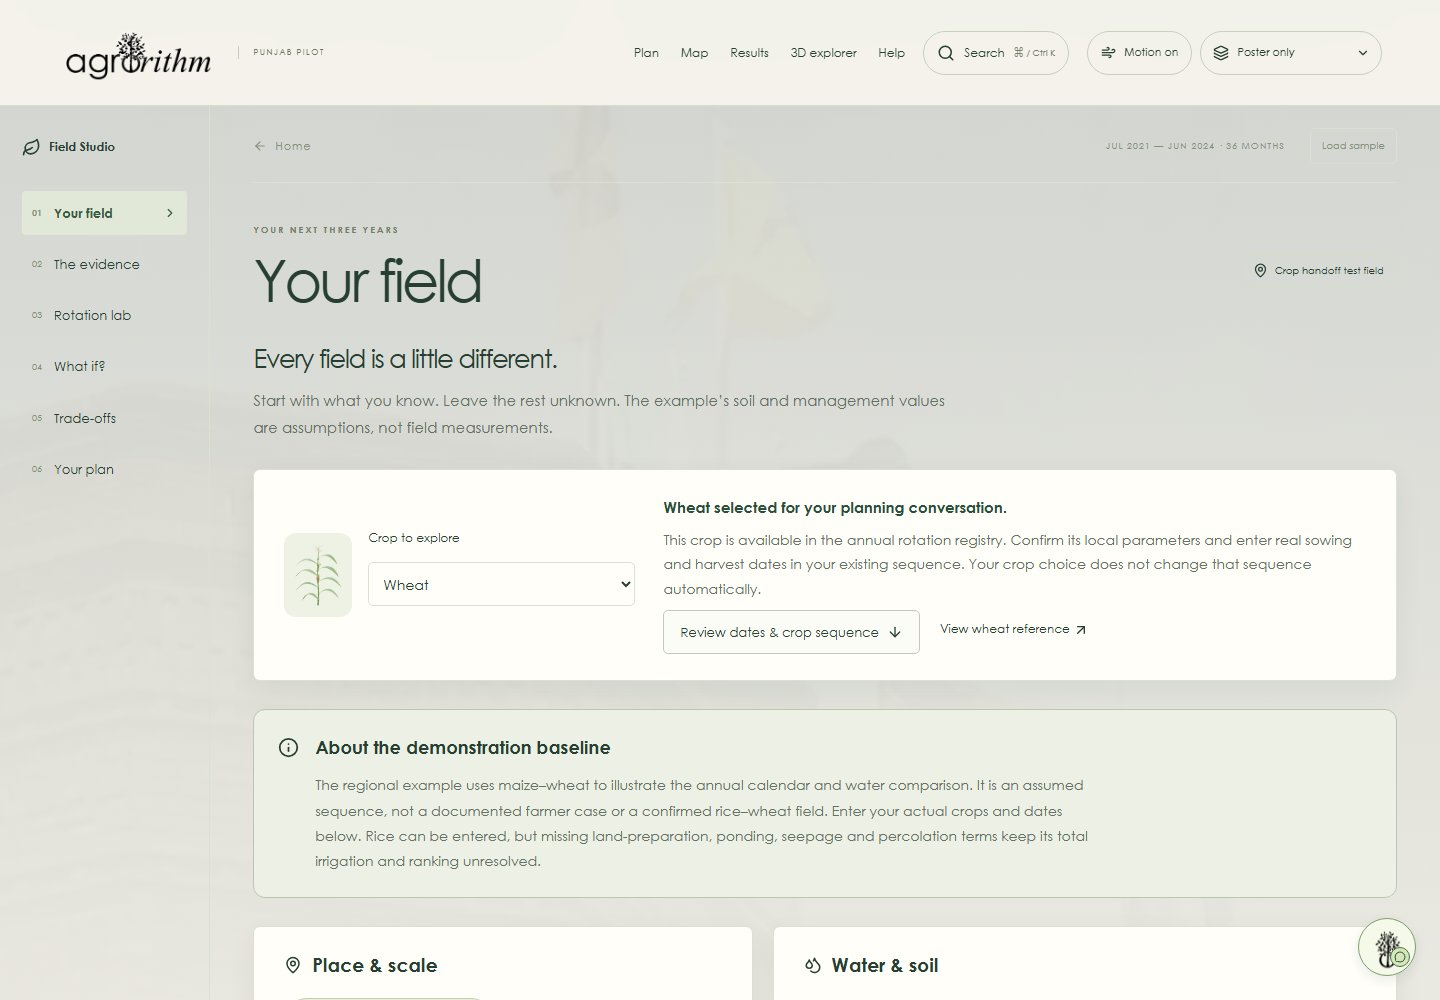 agrorithm
PUNJAB PILOT
Plan
Map
Results
3D explorer
Help
Search ⌘ / Ctrl K
Motion on
Poster only
Field Studio
01 Your field
02 The evidence
03 Rotation lab
04 What if?
05 Trade-offs
06 Your plan
← Home
JUL 2021 — JUN 2024 · 36 MONTHS
Load sample
YOUR NEXT THREE YEARS
Your field
Crop handoff test field
Every field is a little different.
Start with what you know. Leave the rest unknown. The example’s soil and management values
are assumptions, not field measurements.
Crop to explore
Wheat
Wheat selected for your planning conversation.
This crop is available in the annual rotation registry. Confirm its local parameters and enter real sowing
and harvest dates in your existing sequence. Your crop choice does not change that sequence
automatically.
Review dates & crop sequence ↓
View wheat reference ↗
About the demonstration baseline
The regional example uses maize–wheat to illustrate the annual calendar and water comparison. It is an assumed
sequence, not a documented farmer case or a confirmed rice–wheat field. Enter your actual crops and dates
below. Rice can be entered, but missing land-preparation, ponding, seepage and percolation terms keep its total
irrigation and ranking unresolved.
Place & scale
Water & soil